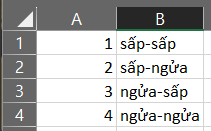 A B
1 1 sấp-sấp
2 2 sấp-ngửa
3 3 ngửa-sấp
4 4 ngửa-ngửa